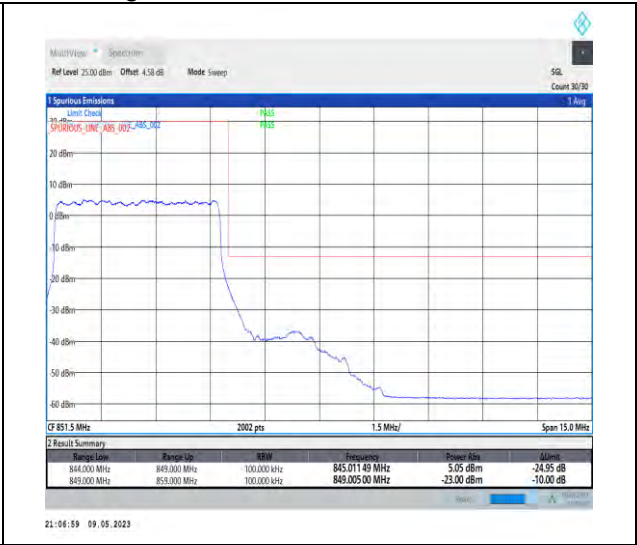 MultiView Spectrum
Ref Level 25.00 dBm Offset 4.58 dB Mode Sweep SGL
Count 30/30
1 Spurious Emissions 1 Avg
Limit Check PASS
30 dBm
SPURIOUS_LINE_ABS_002 PASS
20 dBm
10 dBm
0 dBm
-10 dBm
-20 dBm
-30 dBm
-40 dBm
-50 dBm
-60 dBm
CF 851.5 MHz 2002 pts 1.5 MHz/ Span 15.0 MHz
2 Result Summary
Range Low Range Up RBW Frequency Power Abs ΔLimit
844.000 MHz 849.000 MHz 100.000 kHz 845.01149 MHz 5.05 dBm -24.95 dB
849.000 MHz 859.000 MHz 100.000 kHz 849.00500 MHz -23.00 dBm -10.00 dB
21:06:59 09.05.2023